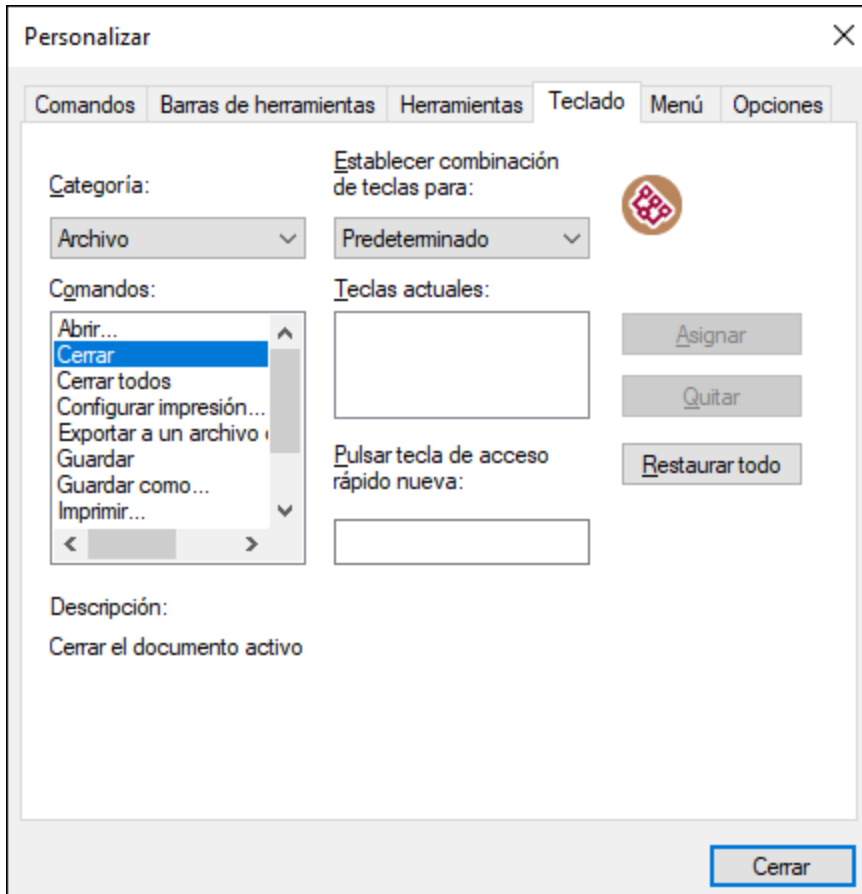 Personalizar
Comandos
Barras de herramientas
Herramientas
Teclado
Menú
Opciones
Categoría:
Archivo
Establecer combinación
de teclas para:
Predeterminado
Comandos:
Abrir...
Cerrar
Cerrar todos
Configurar impresión...
Exportar a un archivo
Guardar
Guardar como...
Imprimir...
Teclas actuales:
Asignar
Quitar
Pulsar tecla de acceso
rápido nueva:
Restaurar todo
Descripción:
Cerrar el documento activo
Cerrar